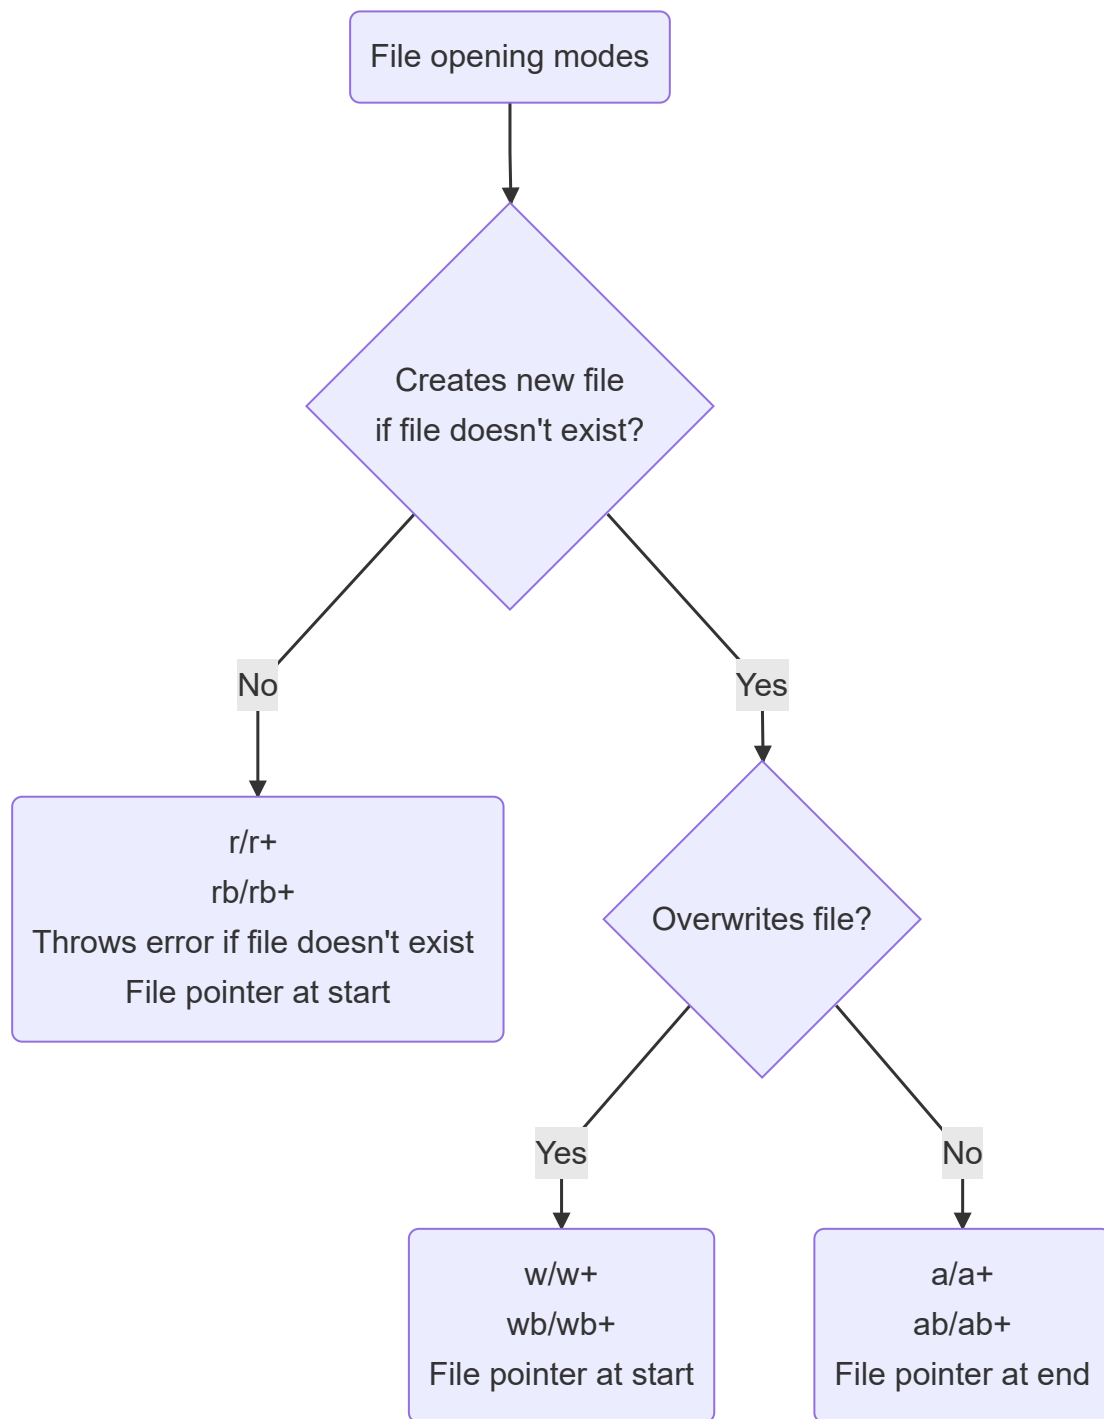 File opening modes
Creates new file
if file doesn't exist?
No
Yes
r/r+
rb/rb+
Throws error if file doesn't exist
File pointer at start
Overwrites file?
Yes
No
w/w+
wb/wb+
File pointer at start
a/a+
ab/ab+
File pointer at end